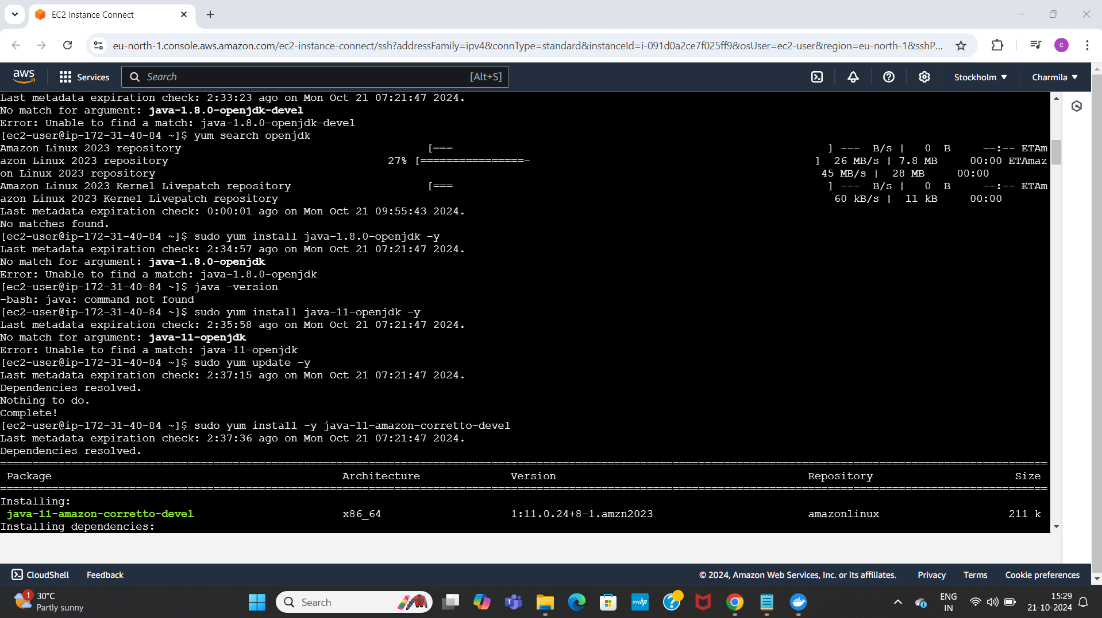 EC2 Instance Connect
eu-north-1.console.aws.amazon.com/ec2-instance-connect/ssh?addressFamily=ipv4&connType=standard&instanceId=i-091d0a2ce7f025ff9&osUser=ec2-user&region=eu-north-1&sshP...
aws Services Search [Alt+S] Stockholm Charmila
Last metadata expiration check: 2:33:23 ago on Mon Oct 21 07:21:47 2024.
No match for argument: java-1.8.0-openjdk-devel
Error: Unable to find a match: java-1.8.0-openjdk-devel
[ec2-user@ip-172-31-40-84 ~]$ yum search openjdk
Amazon Linux 2023 repository [=== ] --- B/s | 0 B --:-- ETAm
azon Linux 2023 repository 27% [================- ] 26 MB/s | 7.8 MB 00:00 ETAmaz
on Linux 2023 repository 45 MB/s | 28 MB 00:00
Amazon Linux 2023 Kernel Livepatch repository [=== ] --- B/s | 0 B --:-- ETAm
azon Linux 2023 Kernel Livepatch repository 60 kB/s | 11 kB 00:00
Last metadata expiration check: 0:00:01 ago on Mon Oct 21 09:55:43 2024.
No matches found.
[ec2-user@ip-172-31-40-84 ~]$ sudo yum install java-1.8.0-openjdk -y
Last metadata expiration check: 2:34:57 ago on Mon Oct 21 07:21:47 2024.
No match for argument: java-1.8.0-openjdk
Error: Unable to find a match: java-1.8.0-openjdk
[ec2-user@ip-172-31-40-84 ~]$ java -version
-bash: java: command not found
[ec2-user@ip-172-31-40-84 ~]$ sudo yum install java-11-openjdk -y
Last metadata expiration check: 2:35:58 ago on Mon Oct 21 07:21:47 2024.
No match for argument: java-11-openjdk
Error: Unable to find a match: java-11-openjdk
[ec2-user@ip-172-31-40-84 ~]$ sudo yum update -y
Last metadata expiration check: 2:37:15 ago on Mon Oct 21 07:21:47 2024.
Dependencies resolved.
Nothing to do.
Complete!
[ec2-user@ip-172-31-40-84 ~]$ sudo yum install -y java-11-amazon-corretto-devel
Last metadata expiration check: 2:37:36 ago on Mon Oct 21 07:21:47 2024.
Dependencies resolved.
Package Architecture Version Repository Size
Installing:
java-11-amazon-corretto-devel x86_64 1:11.0.24+8-1.amzn2023 amazonlinux 211 k
Installing dependencies:
CloudShell Feedback © 2024, Amazon Web Services, Inc. or its affiliates. Privacy Terms Cookie preferences
1 30°C
Partly sunny
Search
ENG
IN
15:29
21-10-2024